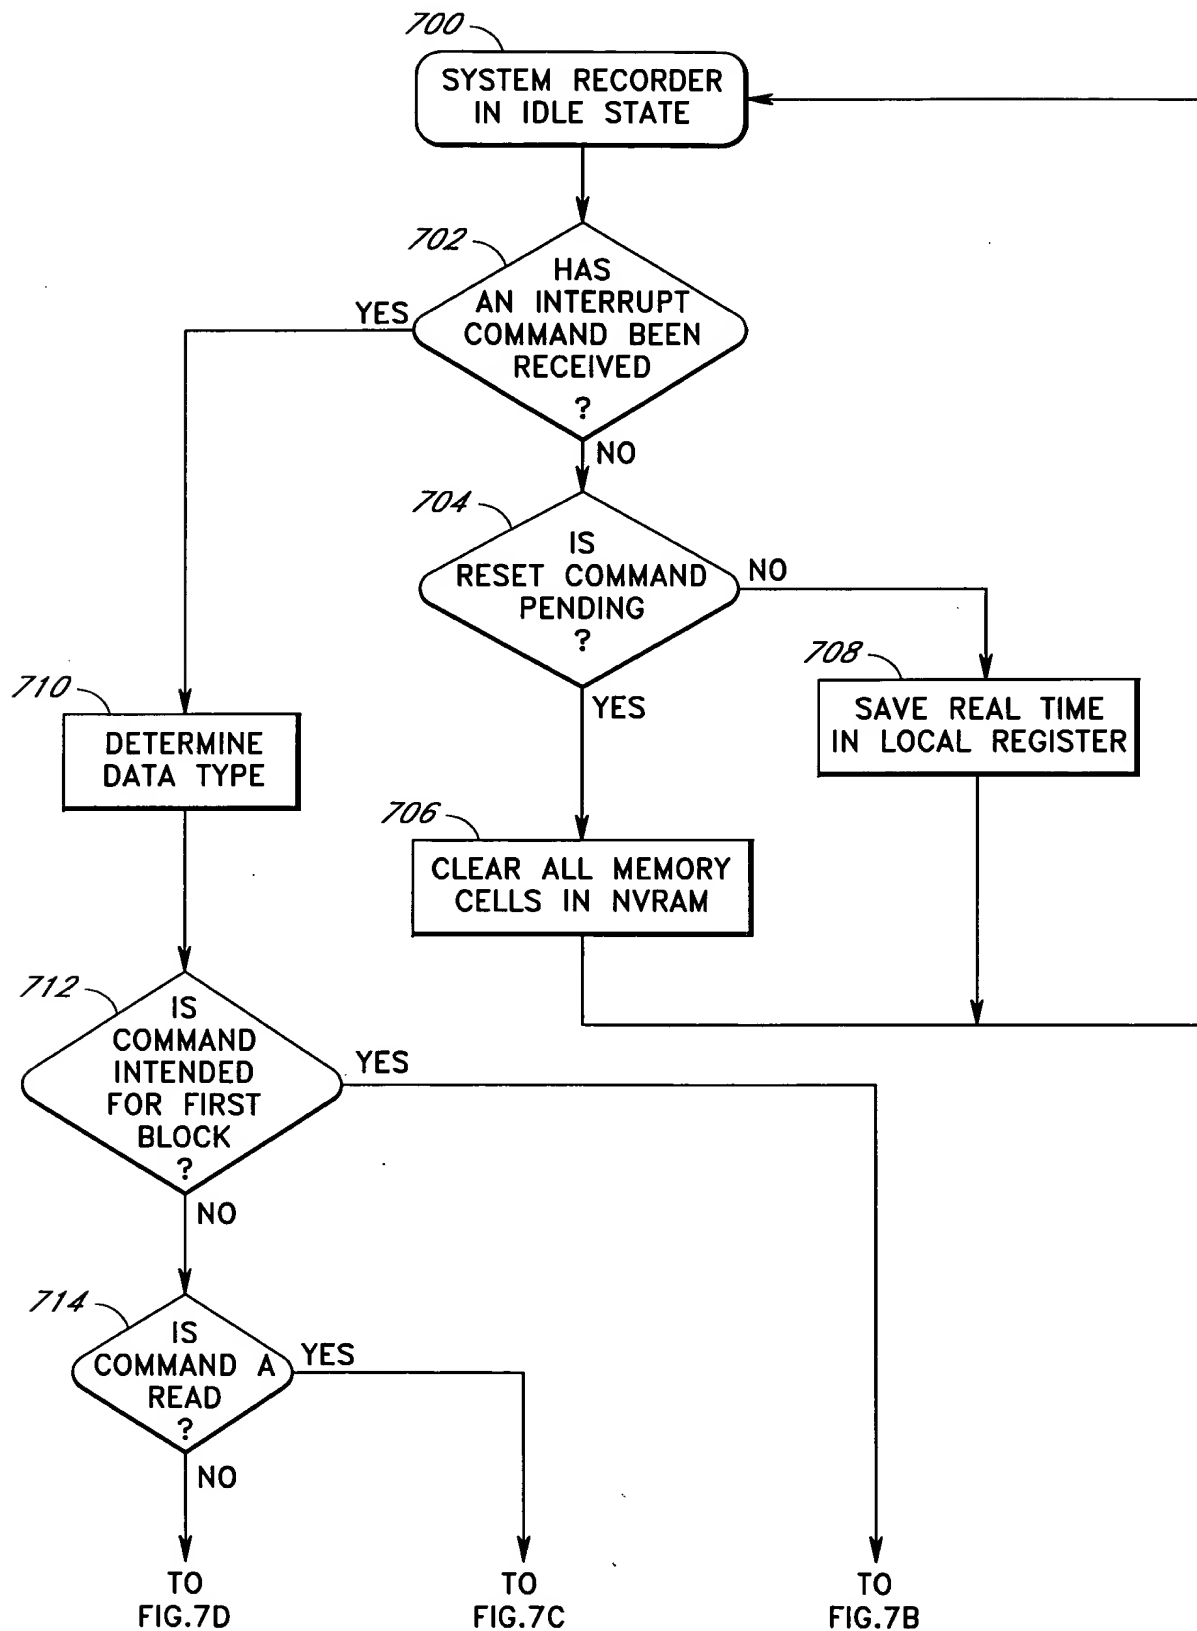 700
SYSTEM RECORDER
IN IDLE STATE
702
HAS
AN INTERRUPT
COMMAND BEEN
RECEIVED
?
YES
NO
704
IS
RESET COMMAND
PENDING
?
NO
YES
708
SAVE REAL TIME
IN LOCAL REGISTER
710
DETERMINE
DATA TYPE
706
CLEAR ALL MEMORY
CELLS IN NVRAM
712
IS
COMMAND
INTENDED
FOR FIRST
BLOCK
?
YES
NO
714
IS
COMMAND A
READ
?
YES
NO
TO
FIG.7D
TO
FIG.7C
TO
FIG.7B